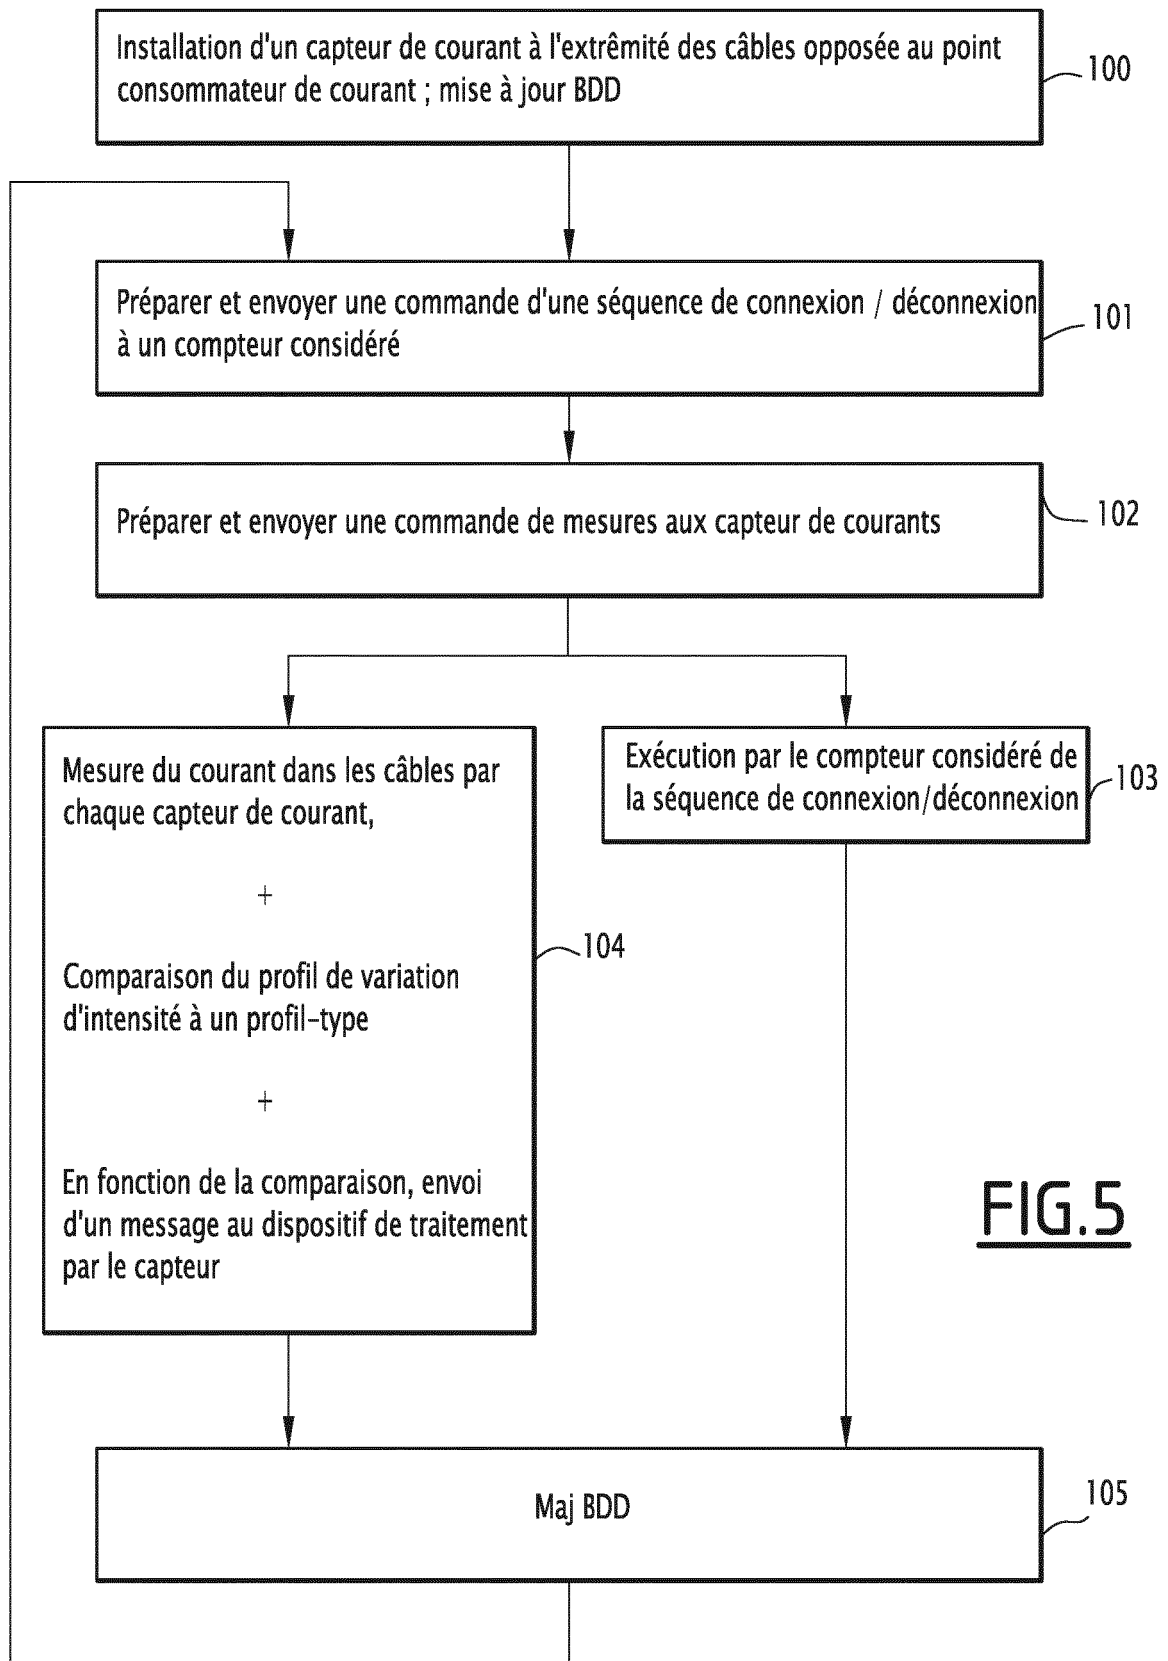 Installation d'un capteur de courant à l'extrêmité des câbles opposée au point
consommateur de courant ; mise à jour BDD
100
Préparer et envoyer une commande d'une séquence de connexion / déconnexion
à un compteur considéré
101
Préparer et envoyer une commande de mesures aux capteur de courants
102
Mesure du courant dans les câbles par
chaque capteur de courant,
+
Comparaison du profil de variation
d'intensité à un profil-type
+
En fonction de la comparaison, envoi
d'un message au dispositif de traitement
par le capteur
104
Exécution par le compteur considéré de
la séquence de connexion/déconnexion
103
FIG.5
Maj BDD
105